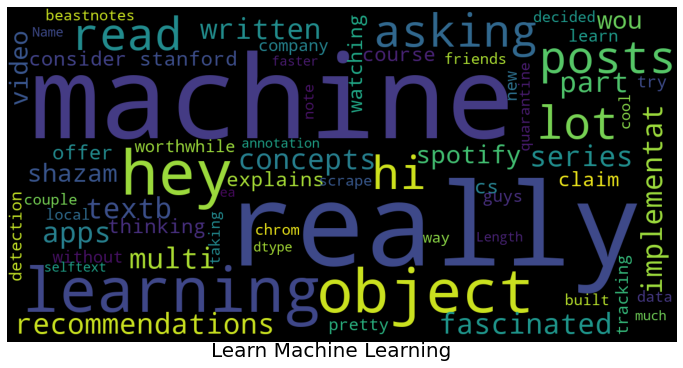 beastnotes
Name
read
written
asking
decided
wou
video
consider
stanford
company
faster
watching
course
friends
learn
posts
machine
note
new
quarantine
part
try
lot
cool
offer
worthwhile
annotation
concepts
hi
spotify
series
implementat
shazam
hey
explains
scrape
cs
claim
couple
textb
ea
guys
detection
local
apps
thinking
taking
chrom
dtype
really
way
Length
without
multi
selftext
learning
object
built
data
tracking
much
recommendations
pretty
fascinated
Learn Machine Learning